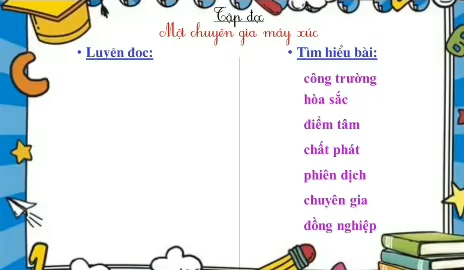 Tập đọc
Một chuyên gia máy xúc
• Luyện đọc:
• Tìm hiểu bài:
công trường
hòa sắc
điểm tâm
chất phát
phiên dịch
chuyên gia
đồng nghiệp